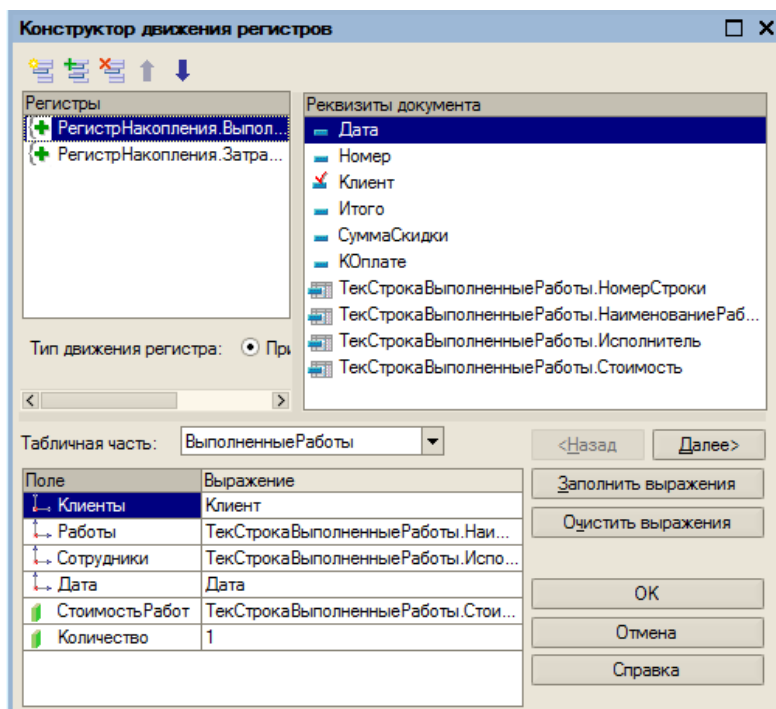 Конструктор движения регистров
Регистры
РегистрНакопления.Выпол...
РегистрНакопления.Затра...
Тип движения регистра:
При
Реквизиты документа
Дата
Номер
Клиент
Итого
СуммаСкидки
КОплате
ТекСтрокаВыполненныеРаботы.НомерСтроки
ТекСтрокаВыполненныеРаботы.НаименованиеРаб...
ТекСтрокаВыполненныеРаботы.Исполнитель
ТекСтрокаВыполненныеРаботы.Стоимость
Табличная часть: ВыполненныеРаботы
<Назад Далее>
Поле Выражение
Клиенты Клиент
Работы ТекСтрокаВыполненныеРаботы.Наи...
Сотрудники ТекСтрокаВыполненныеРаботы.Испо...
Дата Дата
СтоимостьРабот ТекСтрокаВыполненныеРаботы.Стои...
Количество 1
Заполнить выражения
Очистить выражения
OK
Отмена
Справка